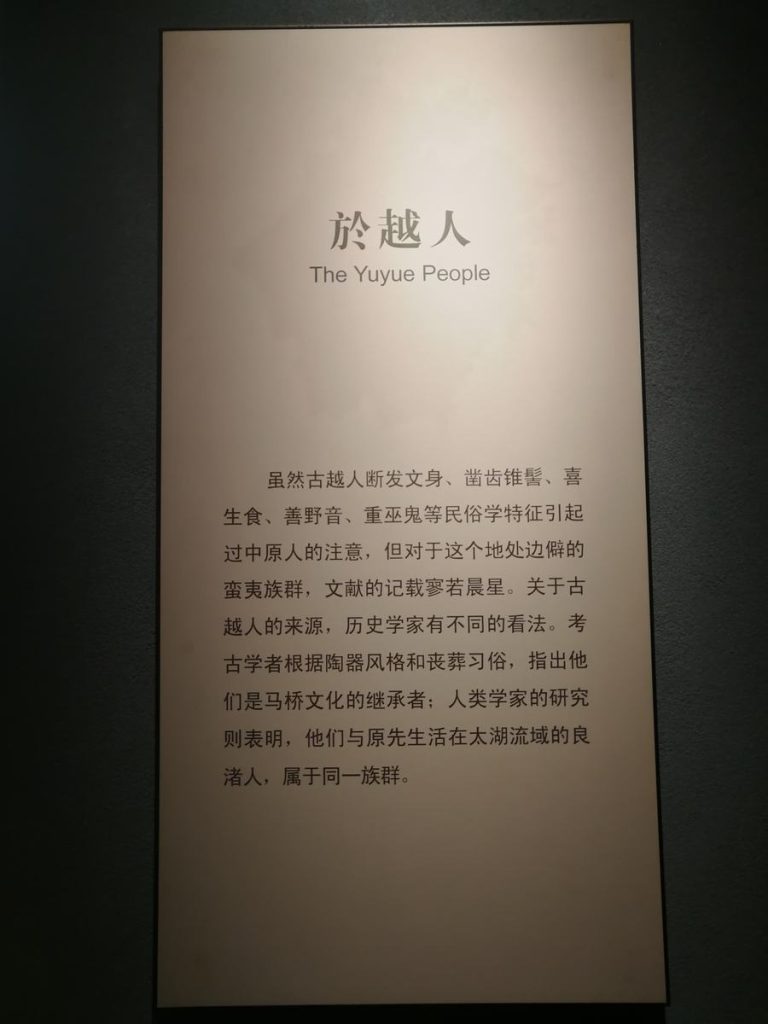 於越人
The Yuyue People
虽然古越人断发文身、凿齿锥髻、喜
生食、善野音、重巫鬼等民俗学特征引起
过中原人的注意，但对于这个地处边僻的
蛮夷族群，文献的记载寥若晨星。关于古
越人的来源，历史学家有不同的看法。考
古学者根据陶器风格和丧葬习俗，指出他
们是马桥文化的继承者；人类学家的研究
则表明，他们与原先生活在太湖流域的良
渚人，属于同一族群。